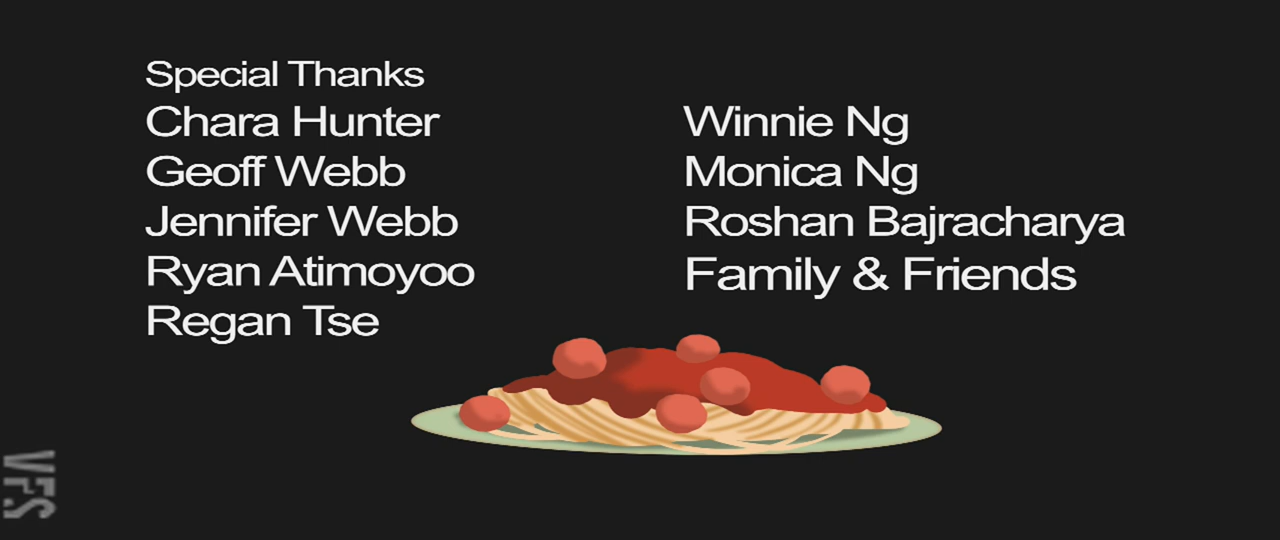 Special Thanks
Chara Hunter
Geoff Webb
Jennifer Webb
Ryan Atimoyoo
Regan Tse
Winnie Ng
Monica Ng
Roshan Bajracharya
Family & Friends
VFS